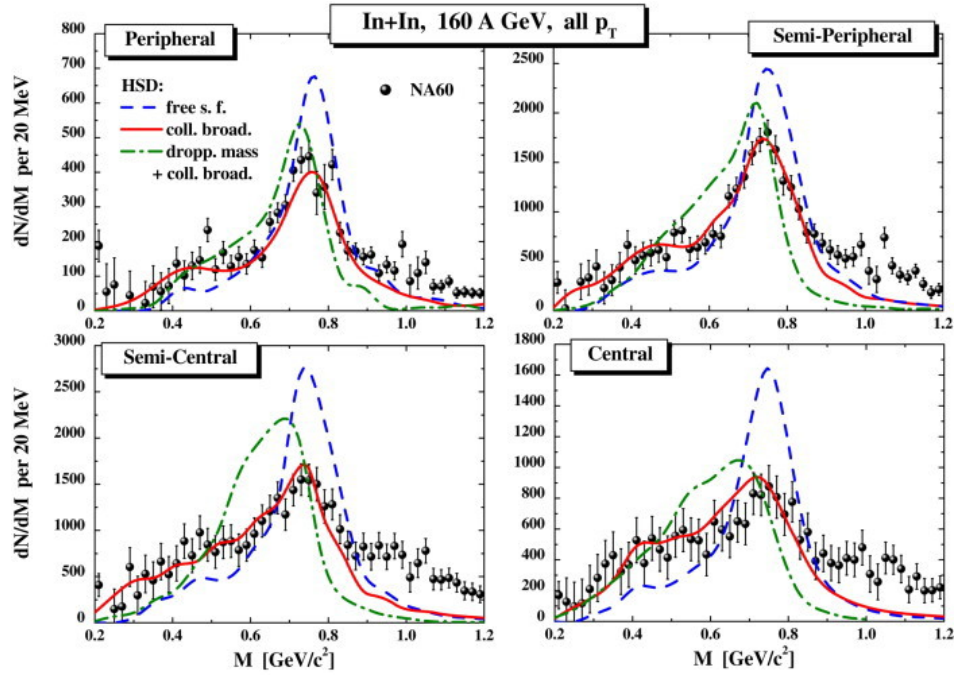 In+In, 160 A GeV, all p_T
Peripheral
Semi-Peripheral
HSD:
free s. f.
coll. broad.
dropp. mass
+ coll. broad.
NA60
dN/dM per 20 MeV
800
700
600
500
400
300
200
100
0
0.2 0.4 0.6 0.8 1.0 1.2
2500
2000
1500
1000
500
0
0.2 0.4 0.6 0.8 1.0 1.2
Semi-Central
Central
dN/dM per 20 MeV
3000
2500
2000
1500
1000
500
0
0.2 0.4 0.6 0.8 1.0 1.2
M [GeV/c²]
1800
1600
1400
1200
1000
800
600
400
200
0
0.2 0.4 0.6 0.8 1.0 1.2
M [GeV/c²]